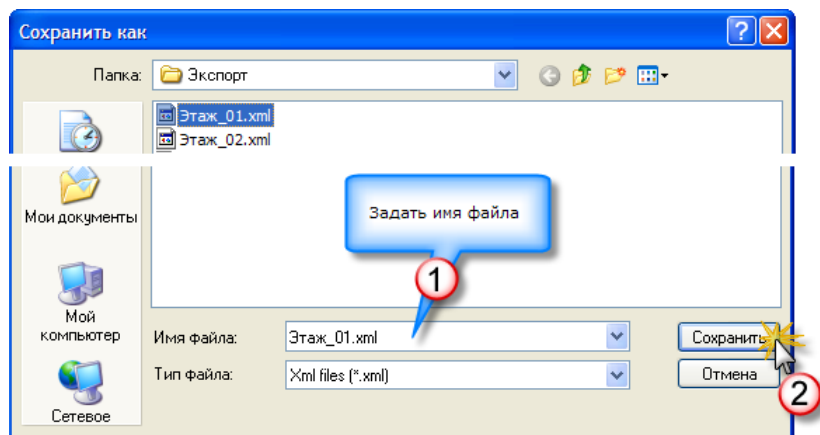 Сохранить как
Папка:
Экспорт
Этаж_01.xml
Этаж_02.xml
Мои документы
Задать имя файла
1
Мой
компьютер
Имя файла:
Этаж_01.xml
Сохранить
Тип файла:
Xml files (*.xml)
Отмена
2
Сетевое